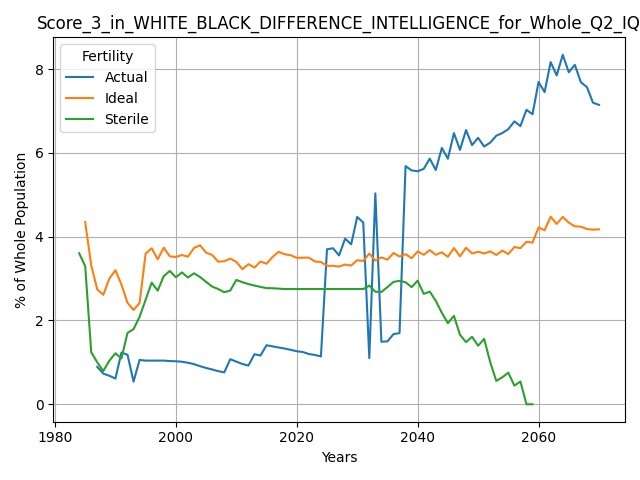 Score_3_in_WHITE_BLACK_DIFFERENCE_INTELLIGENCE_for_Whole_Q2_IQ
Fertility
Actual
Ideal
Sterile
% of Whole Population
8
6
4
2
0
1980 2000 2020 2040 2060
Years